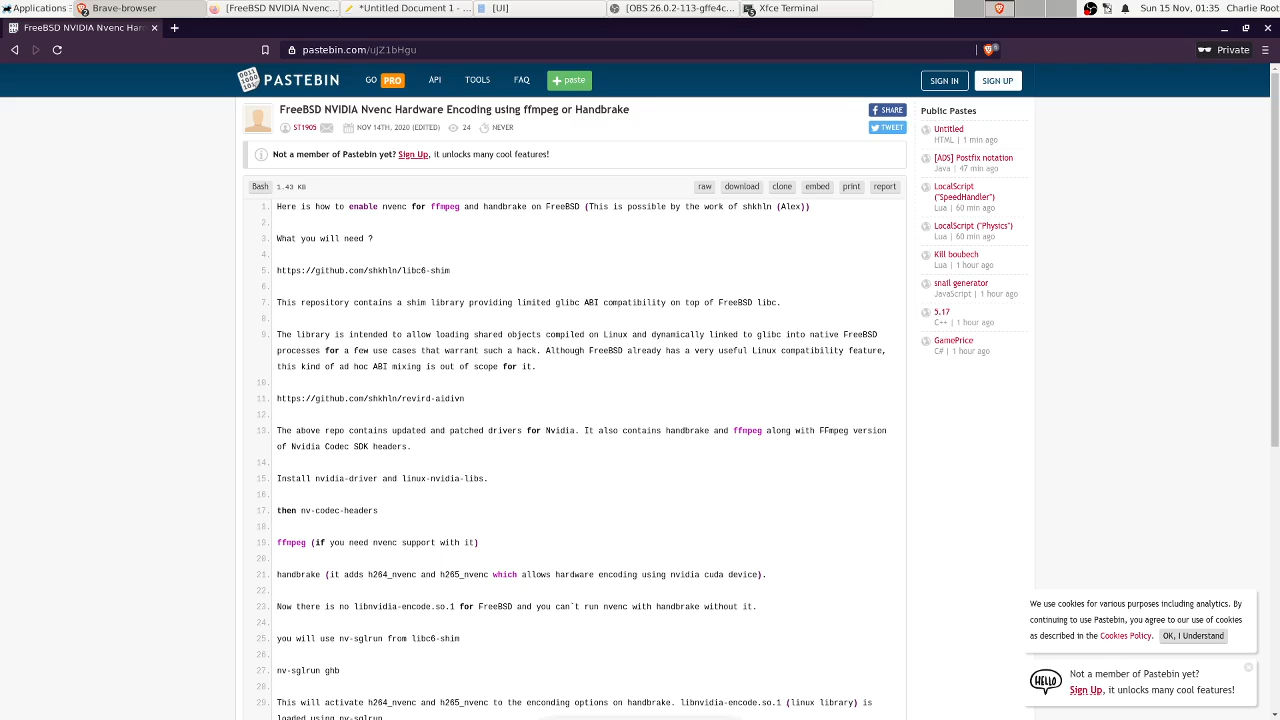 Applications
Brave-browser
[FreeBSD NVIDIA Nvenc...
*Untitled Document 1 - ...
[UI]
[OBS 26.0.2-113-gffe4c...
Xfce Terminal
Sun 15 Nov, 01:35 Charlie Root
FreeBSD NVIDIA Nvenc Har
pastebin.com/uJZ1bHgu
Private
PASTEBIN GO PRO API TOOLS FAQ + paste SIGN IN SIGN UP
FreeBSD NVIDIA Nvenc Hardware Encoding using ffmpeg or Handbrake
SHARE
ST1905 NOV 14TH, 2020 (EDITED) 24 NEVER
TWEET
Not a member of Pastebin yet? Sign Up, it unlocks many cool features!
Bash 1.43 KB raw download clone embed print report
1. Here is how to enable nvenc for ffmpeg and handbrake on FreeBSD (This is possible by the work of shkhln (Alex))
2.
3. What you will need ?
4.
5. https://github.com/shkhln/libc6-shim
6.
7. This repository contains a shim library providing limited glibc ABI compatibility on top of FreeBSD libc.
8.
9. The library is intended to allow loading shared objects compiled on Linux and dynamically linked to glibc into native FreeBSD
processes for a few use cases that warrant such a hack. Although FreeBSD already has a very useful Linux compatibility feature,
this kind of ad hoc ABI mixing is out of scope for it.
10.
11. https://github.com/shkhln/revird-aidivn
12.
13. The above repo contains updated and patched drivers for Nvidia. It also contains handbrake and ffmpeg along with FFmpeg version
of Nvidia Codec SDK headers.
14.
15. Install nvidia-driver and linux-nvidia-libs.
16.
17. then nv-codec-headers
18.
19. ffmpeg (if you need nvenc support with it)
20.
21. handbrake (it adds h264_nvenc and h265_nvenc which allows hardware encoding using nvidia cuda device).
22.
23. Now there is no libnvidia-encode.so.1 for FreeBSD and you can`t run nvenc with handbrake without it.
24.
25. you will use nv-sglrun from libc6-shim
26.
27. nv-sglrun ghb
28.
29. This will activate h264_nvenc and h265_nvenc to the enconding options on handbrake. libnvidia-encode.so.1 (linux library) is
loaded using nv-sglrun
Public Pastes
Untitled
HTML | 1 min ago
[ADS] Postfix notation
Java | 47 min ago
LocalScript
("SpeedHandler")
Lua | 60 min ago
LocalScript ("Physics")
Lua | 60 min ago
Kill boubech
Lua | 1 hour ago
snail generator
JavaScript | 1 hour ago
5.17
C++ | 1 hour ago
GamePrice
C# | 1 hour ago
We use cookies for various purposes including analytics. By
continuing to use Pastebin, you agree to our use of cookies
as described in the Cookies Policy. OK, I Understand
HELLO
Not a member of Pastebin yet?
Sign Up, it unlocks many cool features!